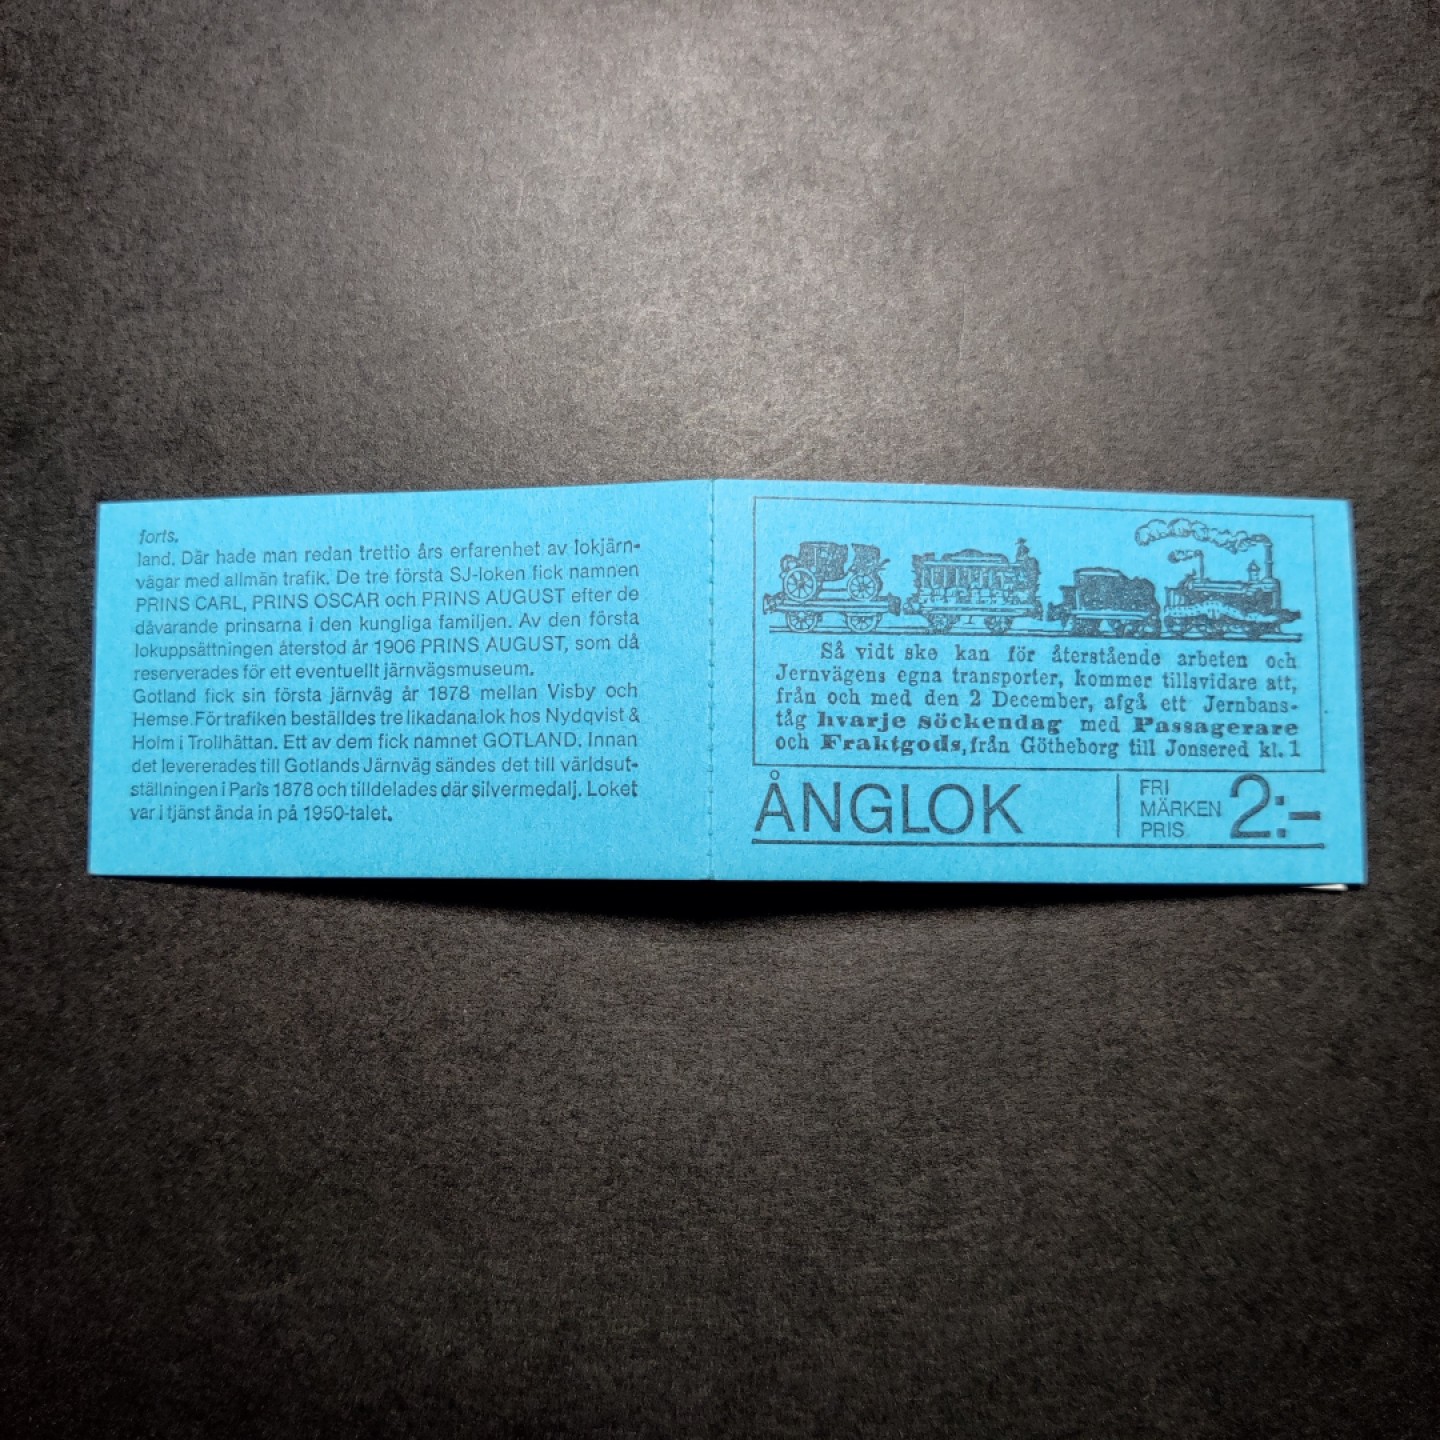 forts.
land. Där hade man redan trettio års erfarenhet av lokjärn-
vägar med allmän trafik. De tre första SJ-loken fick namnen
PRINS CARL, PRINS OSCAR och PRINS AUGUST efter de
dåvarande prinsarna i den kungliga familjen. Av den första
lokuppsättningen återstod år 1906 PRINS AUGUST, som då
reserverades för ett eventuellt järnvägsmuseum.
Gotland fick sin första järnväg år 1878 mellan Visby och
Hemse. För trafiken beställdes tre likadana lok hos Nydqvist &
Holm i Trollhättan. Ett av dem fick namnet GOTLAND. Innan
det levererades till Gotlands Järnväg sändes det till världsut-
ställningen i Paris 1878 och tilldelades där silvermedalj. Loket
var i tjänst ända in på 1950-talet.
Så vidt ske kan för återstående arbeten och
Jernvägens egna transporter, kommer tillsvidare att,
från och med den 2 December, afgå ett Jernbans-
tåg hvarje söckendag med Passagerare
och Fraktgods, från Götheborg till Jonsered kl. 1
ÅNGLOK
FRI
MÄRKEN
PRIS
2:-